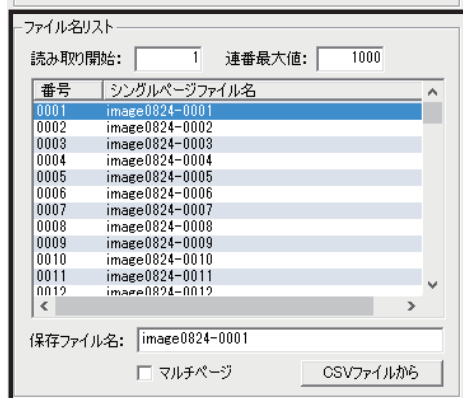 ファイル名リスト
読み取り開始: 1 連番最大値: 1000
番号 シングルページファイル名
0001 image0824-0001
0002 image0824-0002
0003 image0824-0003
0004 image0824-0004
0005 image0824-0005
0006 image0824-0006
0007 image0824-0007
0008 image0824-0008
0009 image0824-0009
0010 image0824-0010
0011 image0824-0011
0012 image0824-0012
保存ファイル名: image0824-0001
マルチページ CSVファイルから